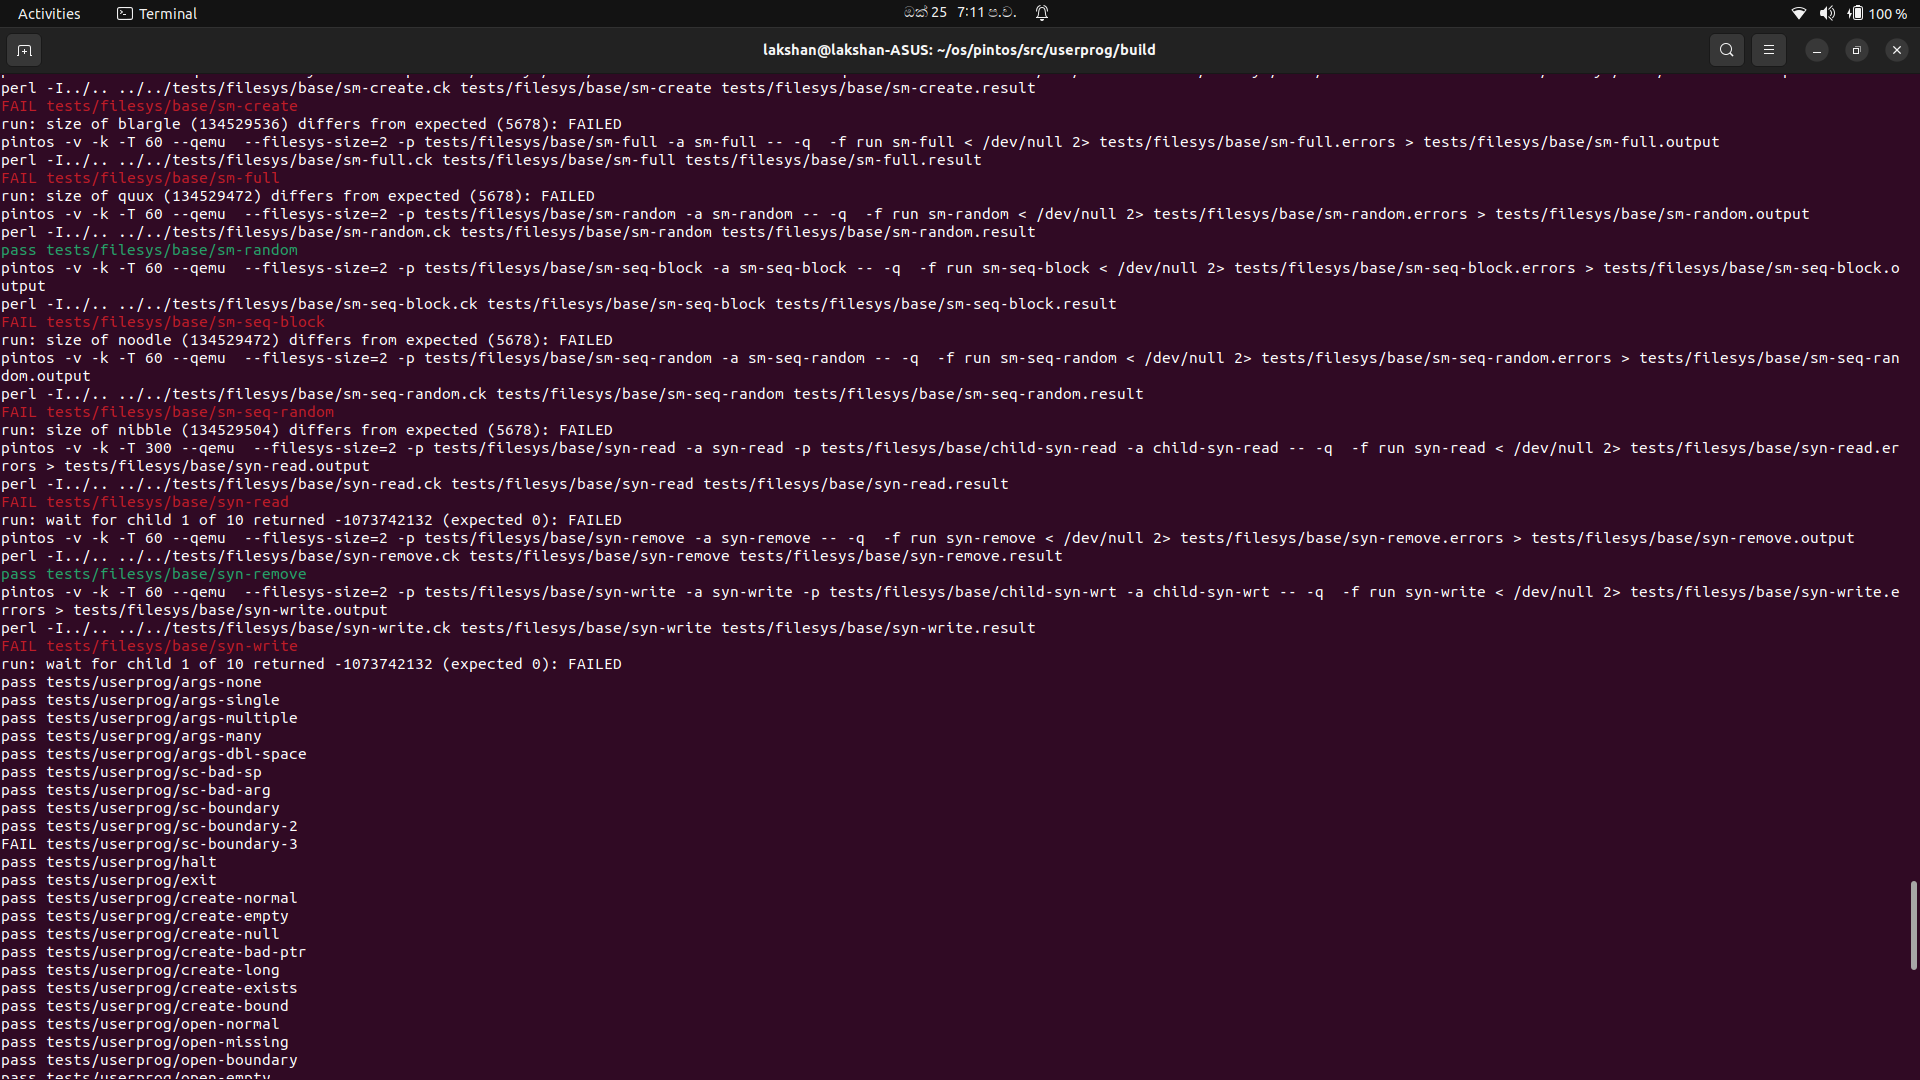 Activities
Terminal
ඔක් 25 7:11 ප.ව.
100 %
lakshan@lakshan-ASUS: ~/os/pintos/src/userprog/build
perl -I../.. ../../tests/filesys/base/sm-create.ck tests/filesys/base/sm-create tests/filesys/base/sm-create.result
FAIL tests/filesys/base/sm-create
run: size of blargle (134529536) differs from expected (5678): FAILED
pintos -v -k -T 60 --qemu  --filesys-size=2 -p tests/filesys/base/sm-full -a sm-full -- -q  -f run sm-full < /dev/null 2> tests/filesys/base/sm-full.errors > tests/filesys/base/sm-full.output
perl -I../.. ../../tests/filesys/base/sm-full.ck tests/filesys/base/sm-full tests/filesys/base/sm-full.result
FAIL tests/filesys/base/sm-full
run: size of quux (134529472) differs from expected (5678): FAILED
pintos -v -k -T 60 --qemu  --filesys-size=2 -p tests/filesys/base/sm-random -a sm-random -- -q  -f run sm-random < /dev/null 2> tests/filesys/base/sm-random.errors > tests/filesys/base/sm-random.output
perl -I../.. ../../tests/filesys/base/sm-random.ck tests/filesys/base/sm-random tests/filesys/base/sm-random.result
pass tests/filesys/base/sm-random
pintos -v -k -T 60 --qemu  --filesys-size=2 -p tests/filesys/base/sm-seq-block -a sm-seq-block -- -q  -f run sm-seq-block < /dev/null 2> tests/filesys/base/sm-seq-block.errors > tests/filesys/base/sm-seq-block.o
utput
perl -I../.. ../../tests/filesys/base/sm-seq-block.ck tests/filesys/base/sm-seq-block tests/filesys/base/sm-seq-block.result
FAIL tests/filesys/base/sm-seq-block
run: size of noodle (134529472) differs from expected (5678): FAILED
pintos -v -k -T 60 --qemu  --filesys-size=2 -p tests/filesys/base/sm-seq-random -a sm-seq-random -- -q  -f run sm-seq-random < /dev/null 2> tests/filesys/base/sm-seq-random.errors > tests/filesys/base/sm-seq-ran
dom.output
perl -I../.. ../../tests/filesys/base/sm-seq-random.ck tests/filesys/base/sm-seq-random tests/filesys/base/sm-seq-random.result
FAIL tests/filesys/base/sm-seq-random
run: size of nibble (134529504) differs from expected (5678): FAILED
pintos -v -k -T 300 --qemu  --filesys-size=2 -p tests/filesys/base/syn-read -a syn-read -p tests/filesys/base/child-syn-read -a child-syn-read -- -q  -f run syn-read < /dev/null 2> tests/filesys/base/syn-read.er
rors > tests/filesys/base/syn-read.output
perl -I../.. ../../tests/filesys/base/syn-read.ck tests/filesys/base/syn-read tests/filesys/base/syn-read.result
FAIL tests/filesys/base/syn-read
run: wait for child 1 of 10 returned -1073742132 (expected 0): FAILED
pintos -v -k -T 60 --qemu  --filesys-size=2 -p tests/filesys/base/syn-remove -a syn-remove -- -q  -f run syn-remove < /dev/null 2> tests/filesys/base/syn-remove.errors > tests/filesys/base/syn-remove.output
perl -I../.. ../../tests/filesys/base/syn-remove.ck tests/filesys/base/syn-remove tests/filesys/base/syn-remove.result
pass tests/filesys/base/syn-remove
pintos -v -k -T 60 --qemu  --filesys-size=2 -p tests/filesys/base/syn-write -a syn-write -p tests/filesys/base/child-syn-wrt -a child-syn-wrt -- -q  -f run syn-write < /dev/null 2> tests/filesys/base/syn-write.e
rrors > tests/filesys/base/syn-write.output
perl -I../.. ../../tests/filesys/base/syn-write.ck tests/filesys/base/syn-write tests/filesys/base/syn-write.result
FAIL tests/filesys/base/syn-write
run: wait for child 1 of 10 returned -1073742132 (expected 0): FAILED
pass tests/userprog/args-none
pass tests/userprog/args-single
pass tests/userprog/args-multiple
pass tests/userprog/args-many
pass tests/userprog/args-dbl-space
pass tests/userprog/sc-bad-sp
pass tests/userprog/sc-bad-arg
pass tests/userprog/sc-boundary
pass tests/userprog/sc-boundary-2
FAIL tests/userprog/sc-boundary-3
pass tests/userprog/halt
pass tests/userprog/exit
pass tests/userprog/create-normal
pass tests/userprog/create-empty
pass tests/userprog/create-null
pass tests/userprog/create-bad-ptr
pass tests/userprog/create-long
pass tests/userprog/create-exists
pass tests/userprog/create-bound
pass tests/userprog/open-normal
pass tests/userprog/open-missing
pass tests/userprog/open-boundary
pass tests/userprog/open-empty